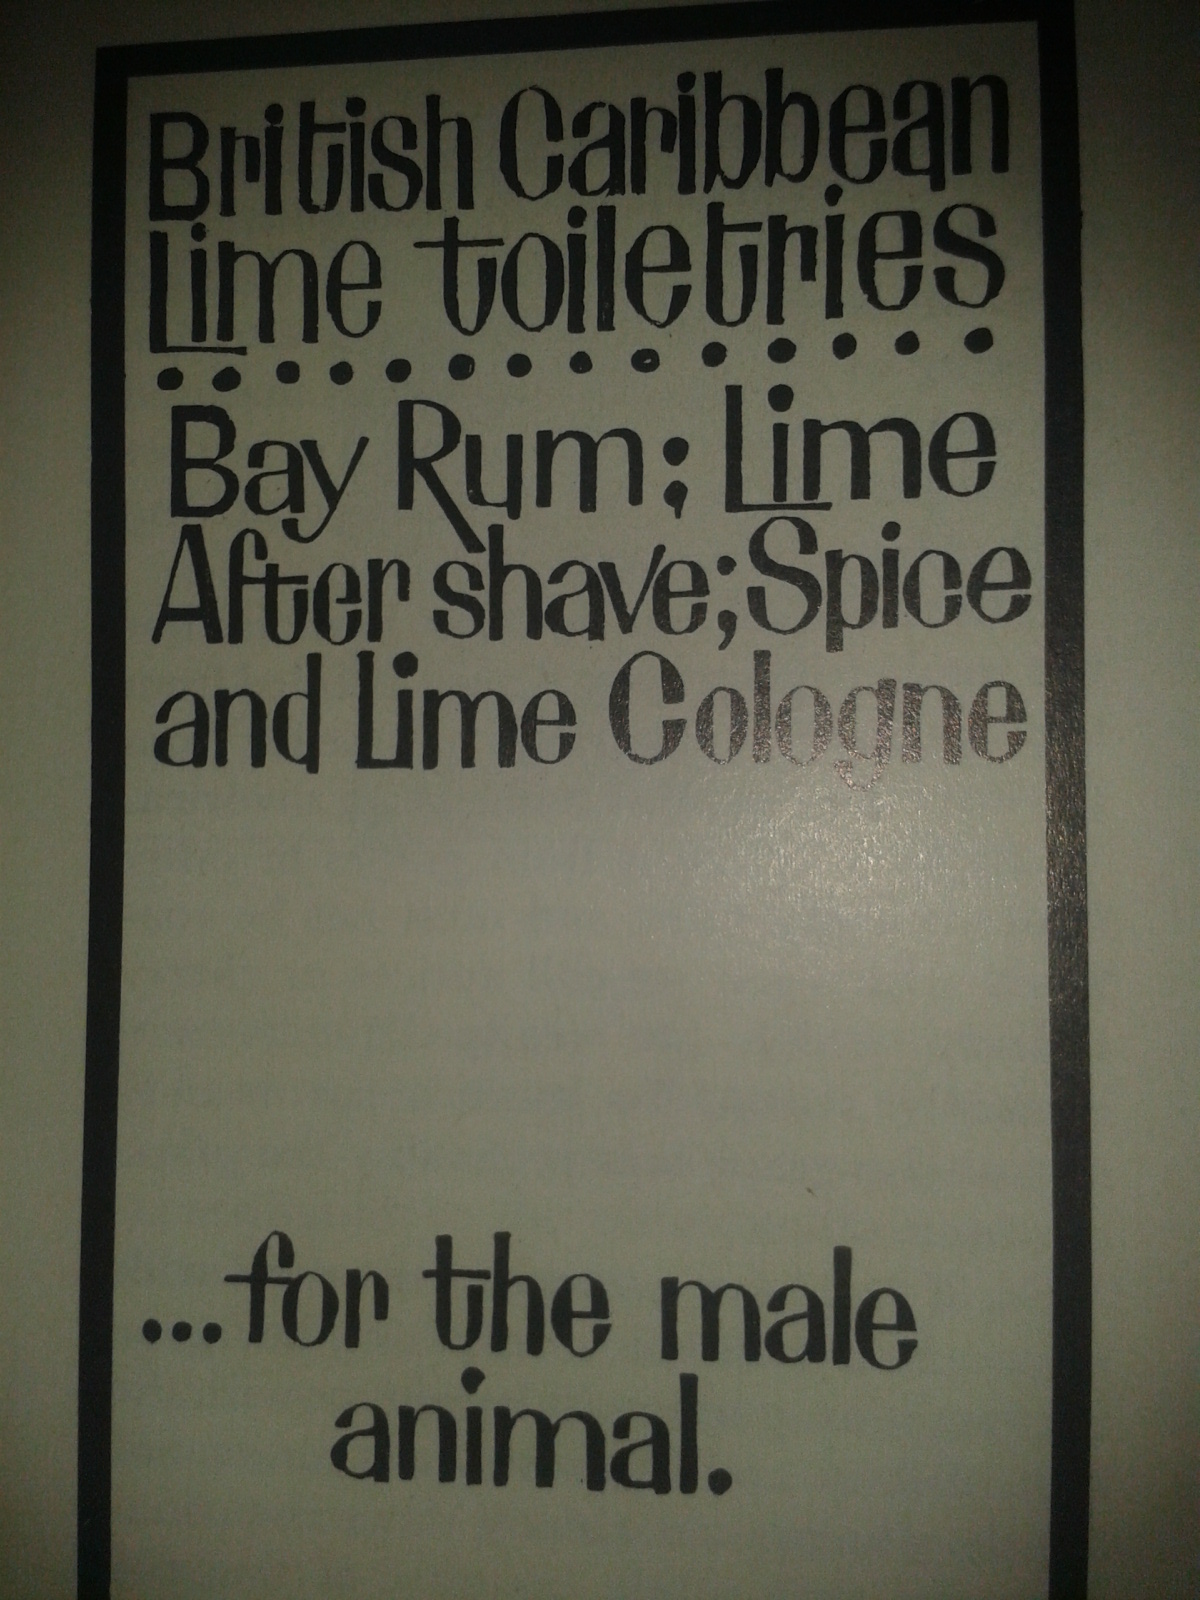 British Caribbean
Lime toiletries
Bay Rum; Lime
After shave; Spice
and Lime Cologne
...for the male
animal.